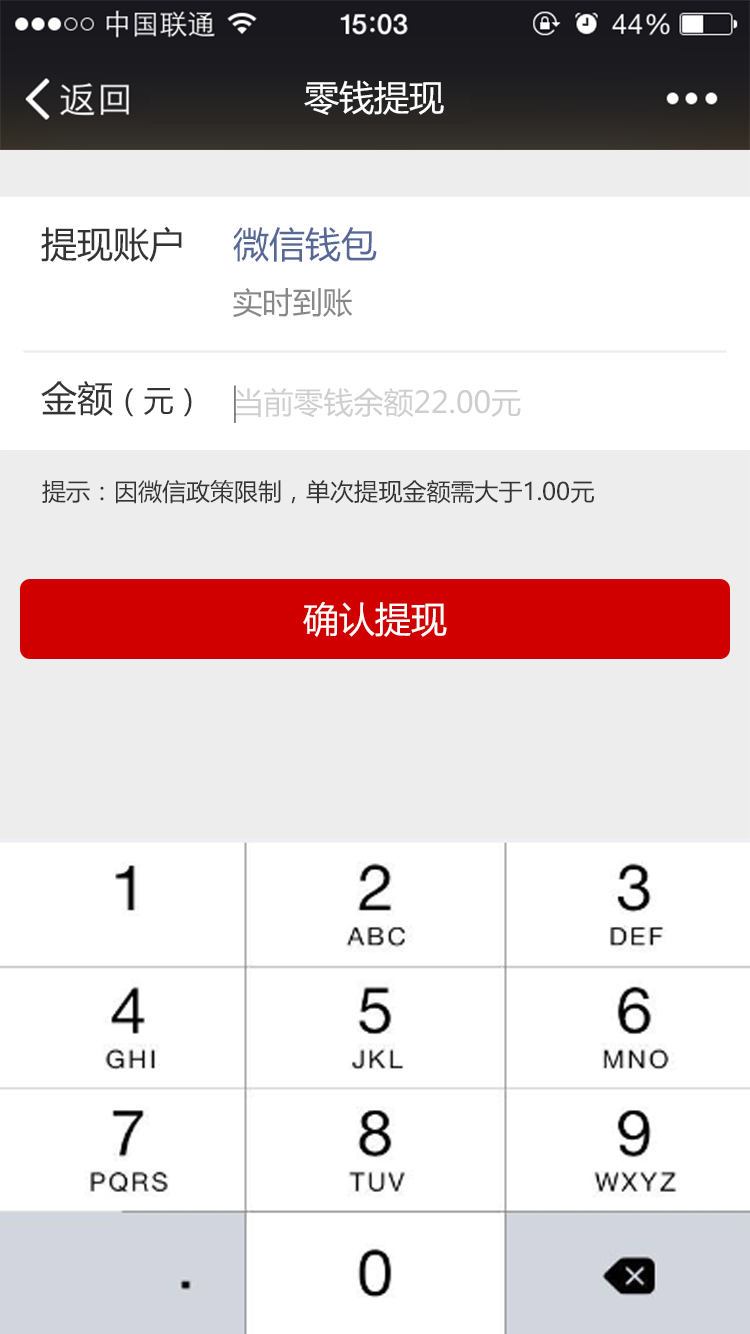 中国联通 15:03 44%
返回 零钱提现
提现账户 微信钱包
实时到账
金额（元） 当前零钱余额22.00元
提示：因微信政策限制，单次提现金额需大于1.00元
确认提现
1 2 3
ABC DEF
4 5 6
GHI JKL MNO
7 8 9
PQRS TUV WXYZ
. 0